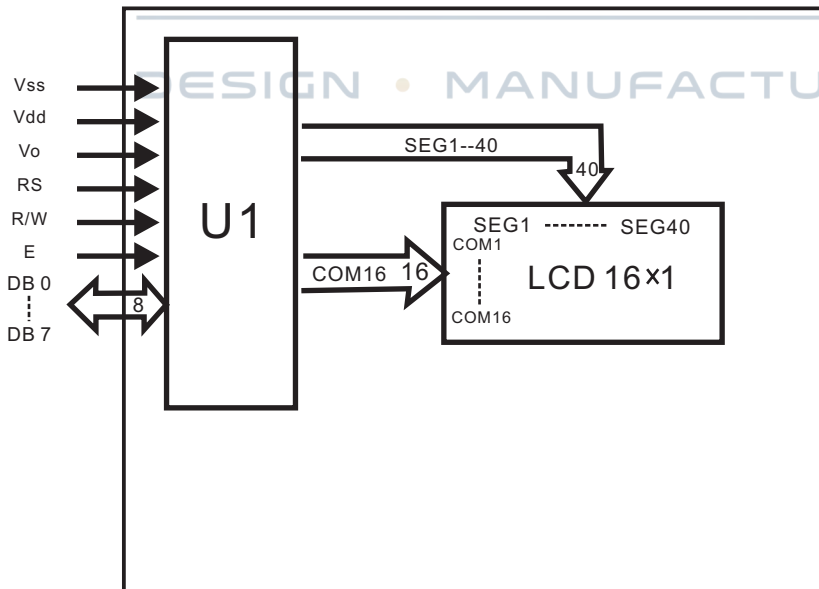 DESIGN • MANUFACTU
Vss
Vdd
Vo
RS
R/W
E
DB 0
DB 7
8
U1
SEG1--40
40
COM16 16
SEG1 SEG40
COM1
LCD 16×1
COM16